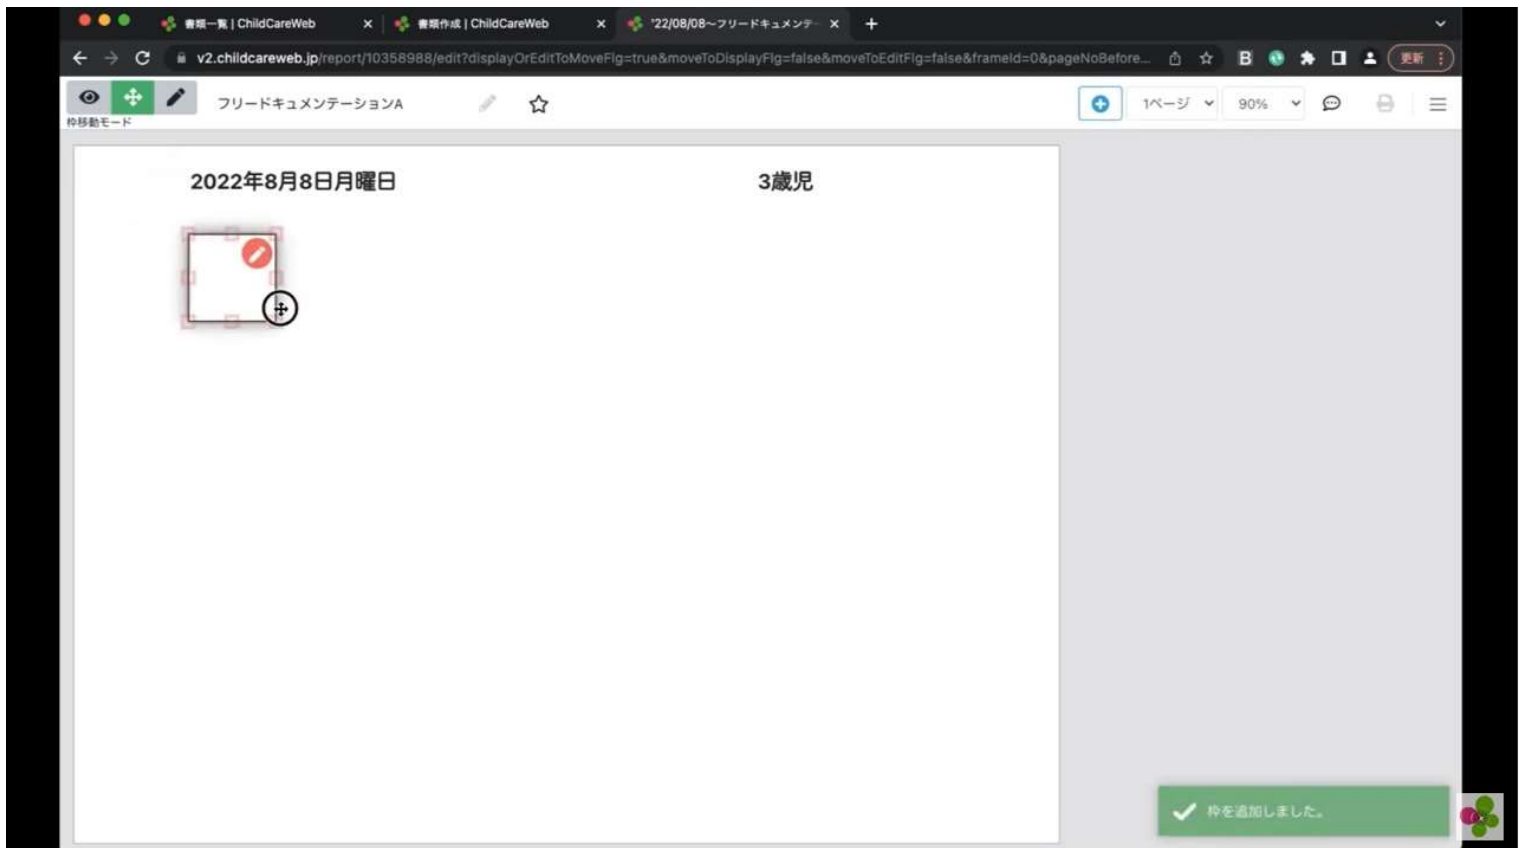 書類一覧 | ChildCareWeb
書類作成 | ChildCareWeb
'22/08/08〜フリードキュメンテ
v2.childcareweb.jp/report/10358988/edit?displayOrEditToMoveFlg=true&moveToDisplayFlg=false&moveToEditFlg=false&frameId=0&pageNoBefore...
B
更新
フリードキュメンテーションA
1ページ
90%
枠移動モード
2022年8月8日月曜日
3歳児
枠を追加しました。